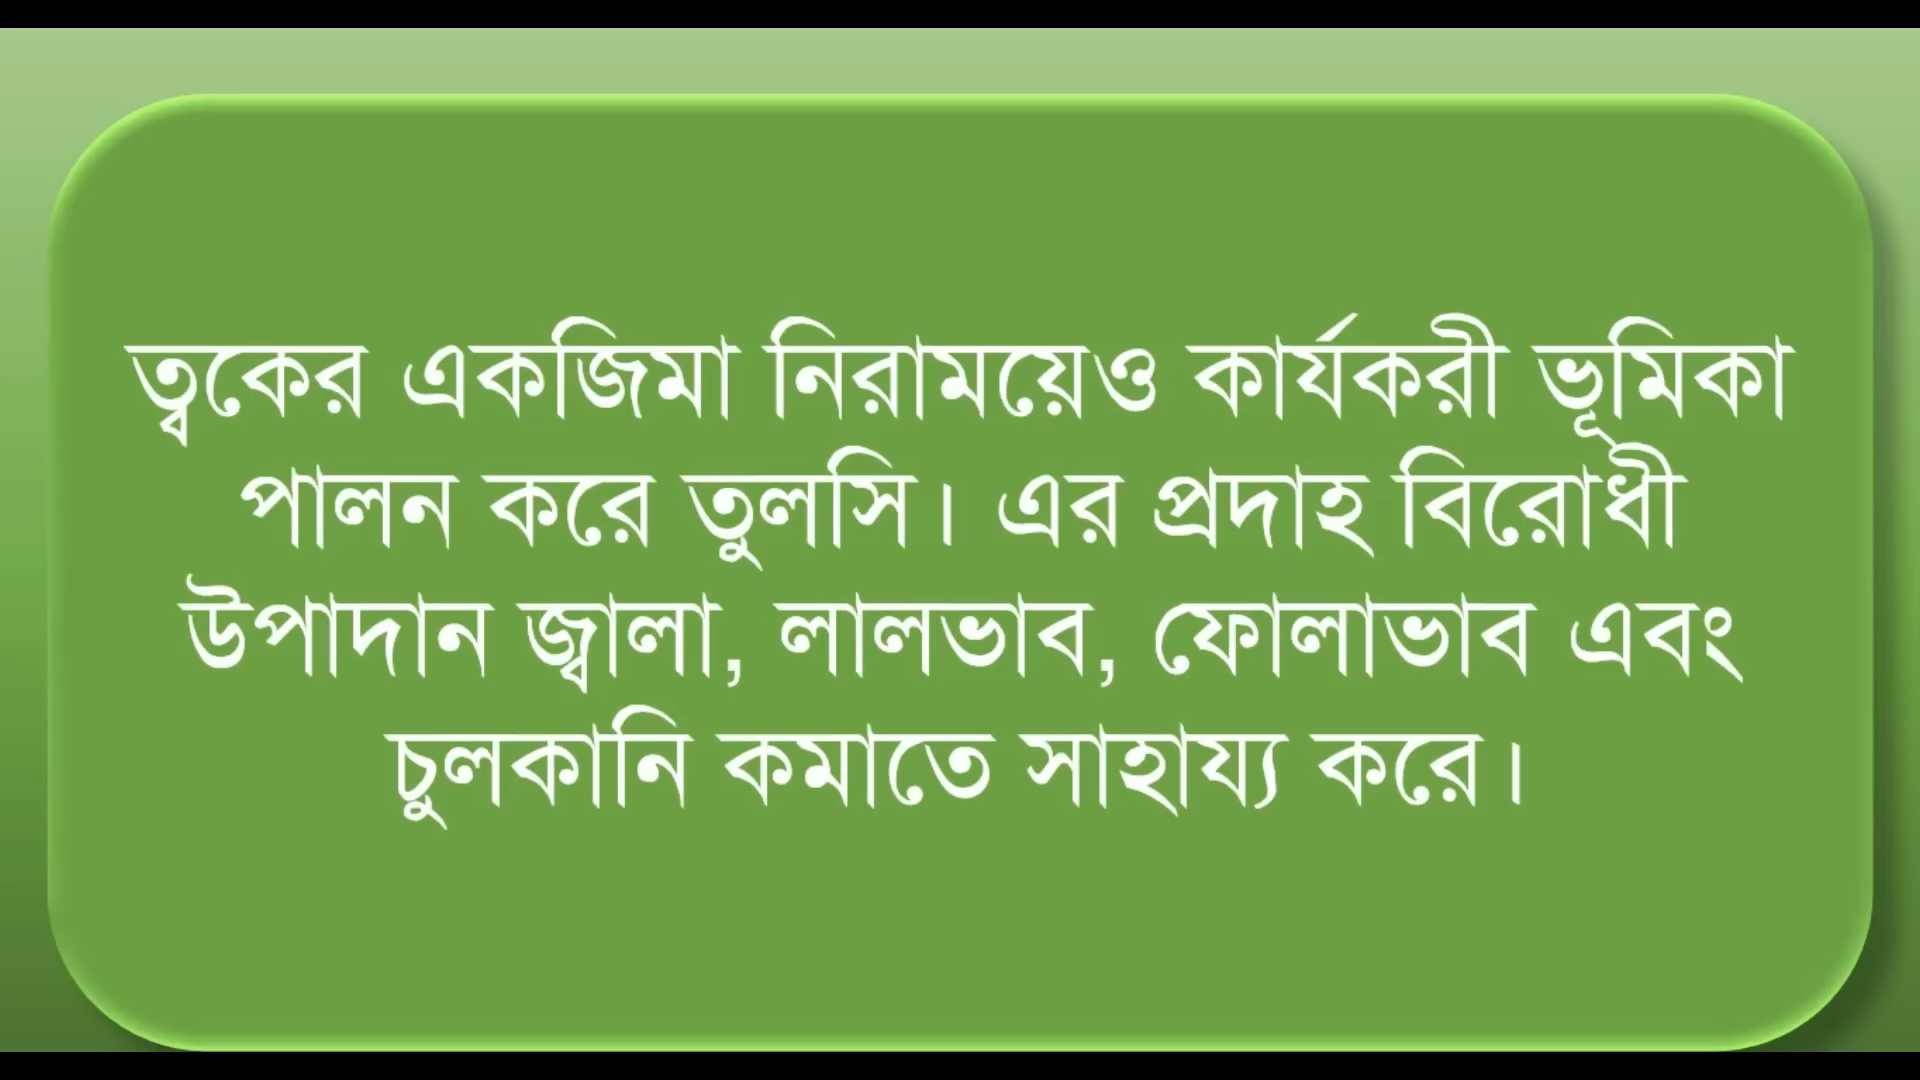 ত্বকের একজিমা নিরাময়েও কার্যকরী ভূমিকা
পালন করে তুলসি। এর প্রদাহ বিরোধী
উপাদান জ্বালা, লালভাব, ফোলাভাব এবং
চুলকানি কমাতে সাহায্য করে।